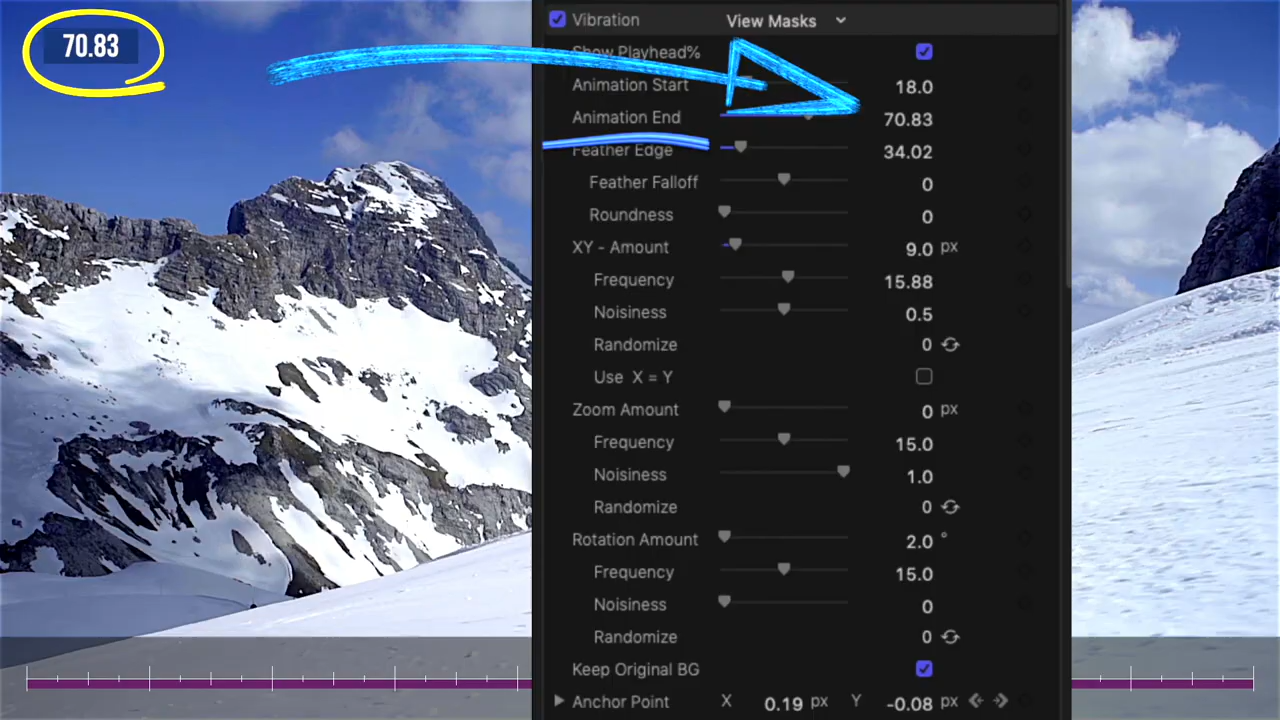 70.83
Vibration View Masks
Show Playhead%
Animation Start 18.0
Animation End 70.83
Feather Edge 34.02
Feather Falloff 0
Roundness 0
XY - Amount 9.0 px
Frequency 15.88
Noisiness 0.5
Randomize 0
Use X = Y
Zoom Amount 0 px
Frequency 15.0
Noisiness 1.0
Randomize 0
Rotation Amount 2.0 °
Frequency 15.0
Noisiness 0
Randomize 0
Keep Original BG
Anchor Point X 0.19 px Y -0.08 px